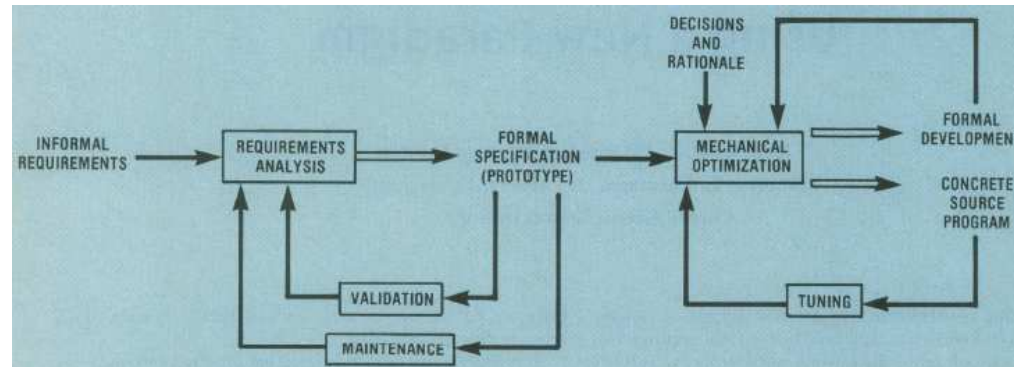 DECISIONS
AND
RATIONALE
INFORMAL
REQUIREMENTS
REQUIREMENTS
ANALYSIS
FORMAL
SPECIFICATION
(PROTOTYPE)
MECHANICAL
OPTIMIZATION
FORMAL
DEVELOPMENT
CONCRETE
SOURCE
PROGRAM
VALIDATION
TUNING
MAINTENANCE